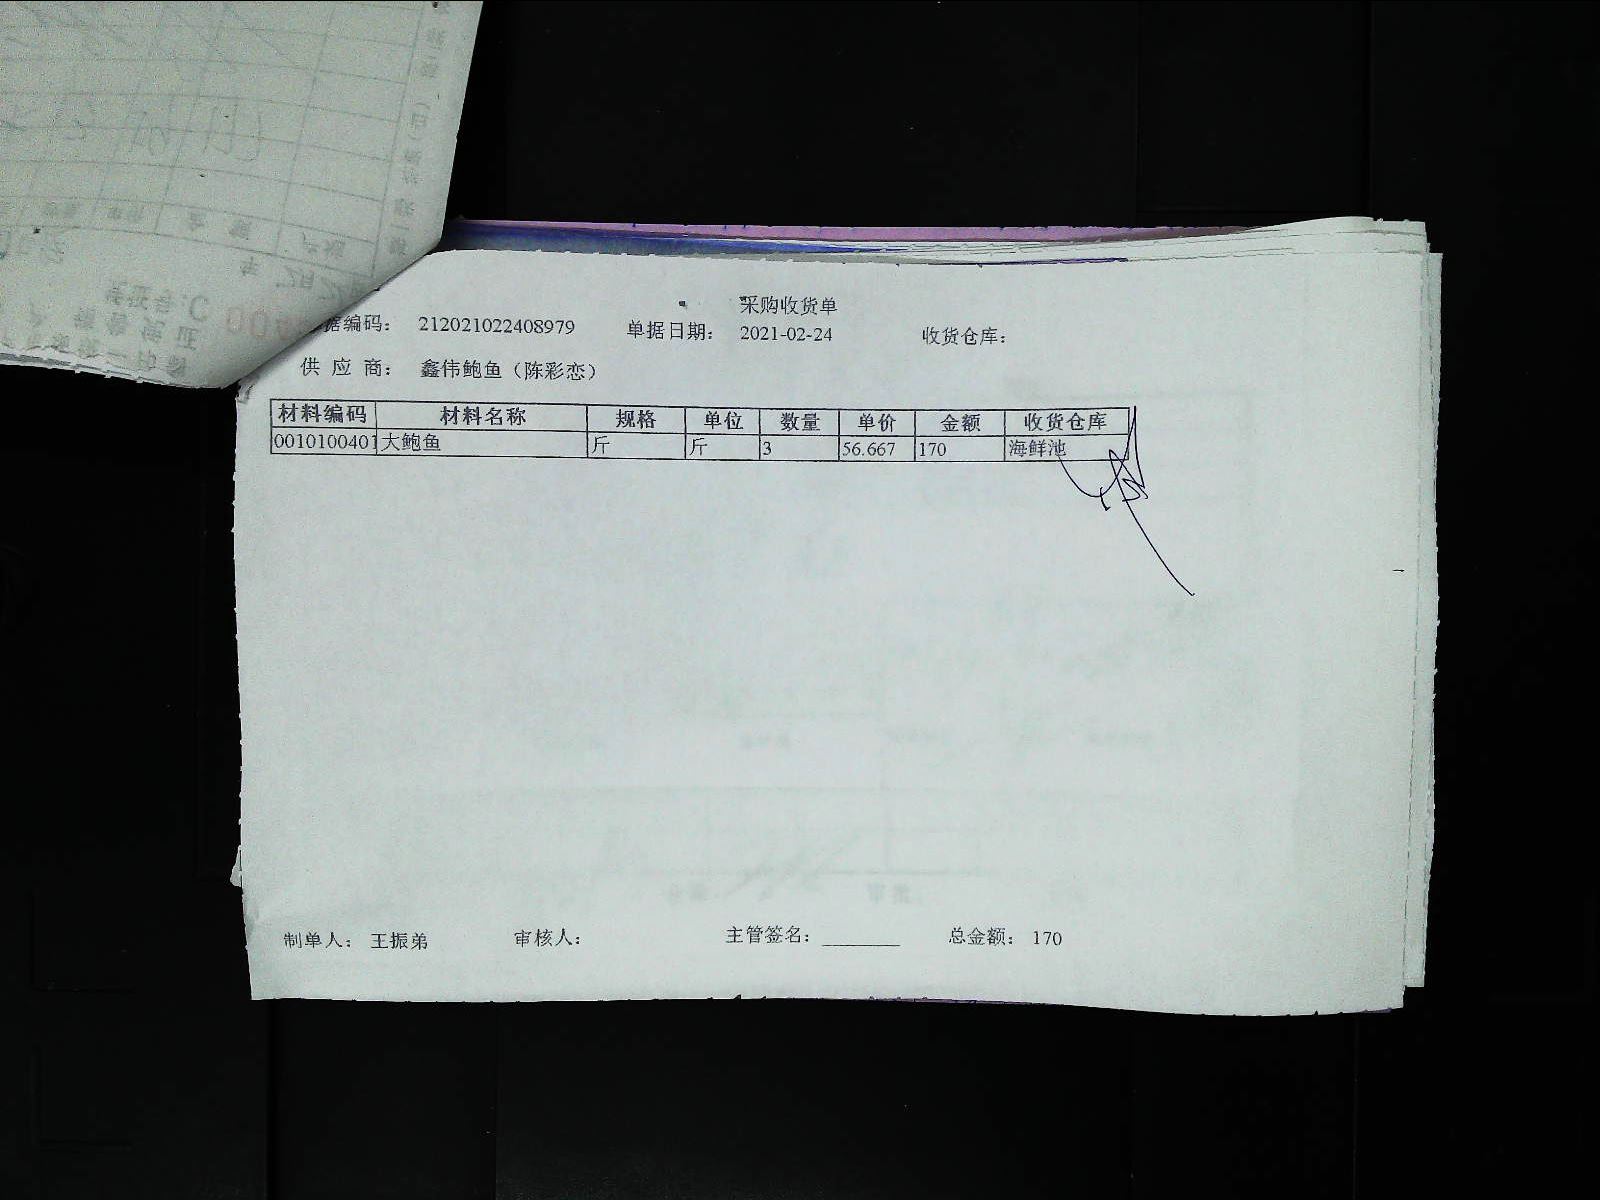 采购收货单
据编码： 212021022408979 单据日期： 2021-02-24 收货仓库：
供 应 商： 鑫伟鲍鱼（陈彩恋）
材料编码 材料名称 规格 单位 数量 单价 金额 收货仓库
0010100401 大鲍鱼 斤 斤 3 56.667 170 海鲜池
制单人： 王振弟 审核人： 主管签名：________ 总金额： 170